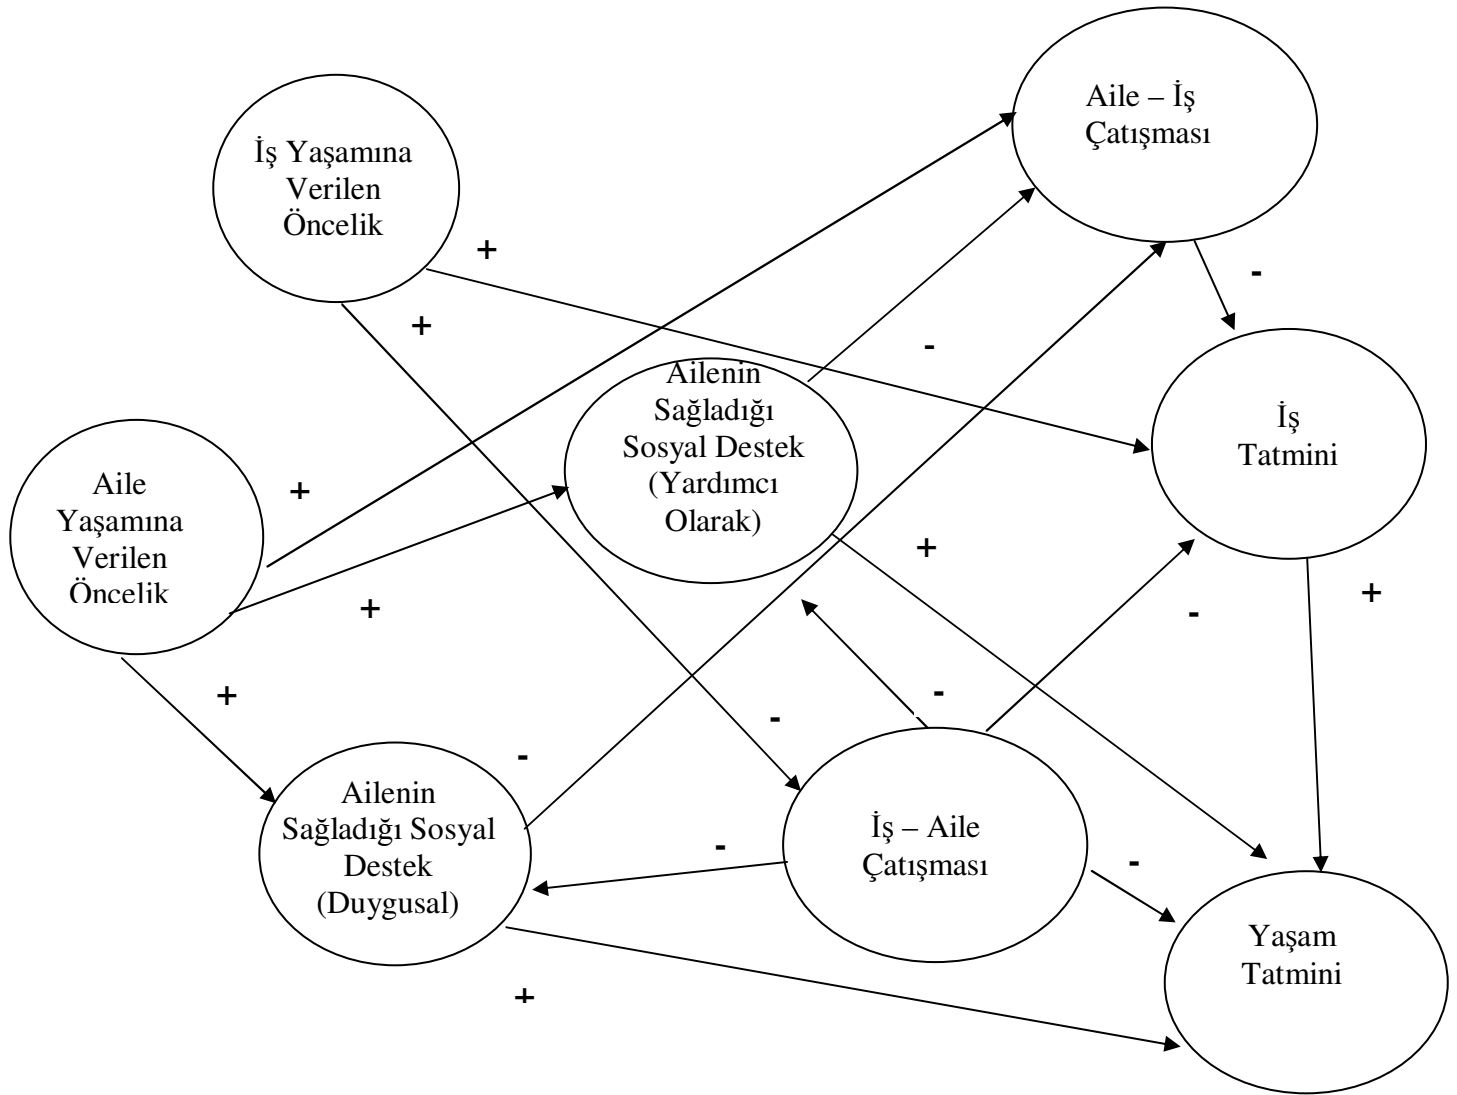 Aile – İş
Çatışması
İş Yaşamına
Verilen
Öncelik
+
-
+
-
Ailenin
Sağladığı
Sosyal Destek
(Yardımcı
Olarak)
İş
Tatmini
Aile
Yaşamına
Verilen
Öncelik
+
+
+
+
-
+
-
-
-
Ailenin
Sağladığı Sosyal
Destek
(Duygusal)
İş – Aile
Çatışması
-
-
Yaşam
Tatmini
+